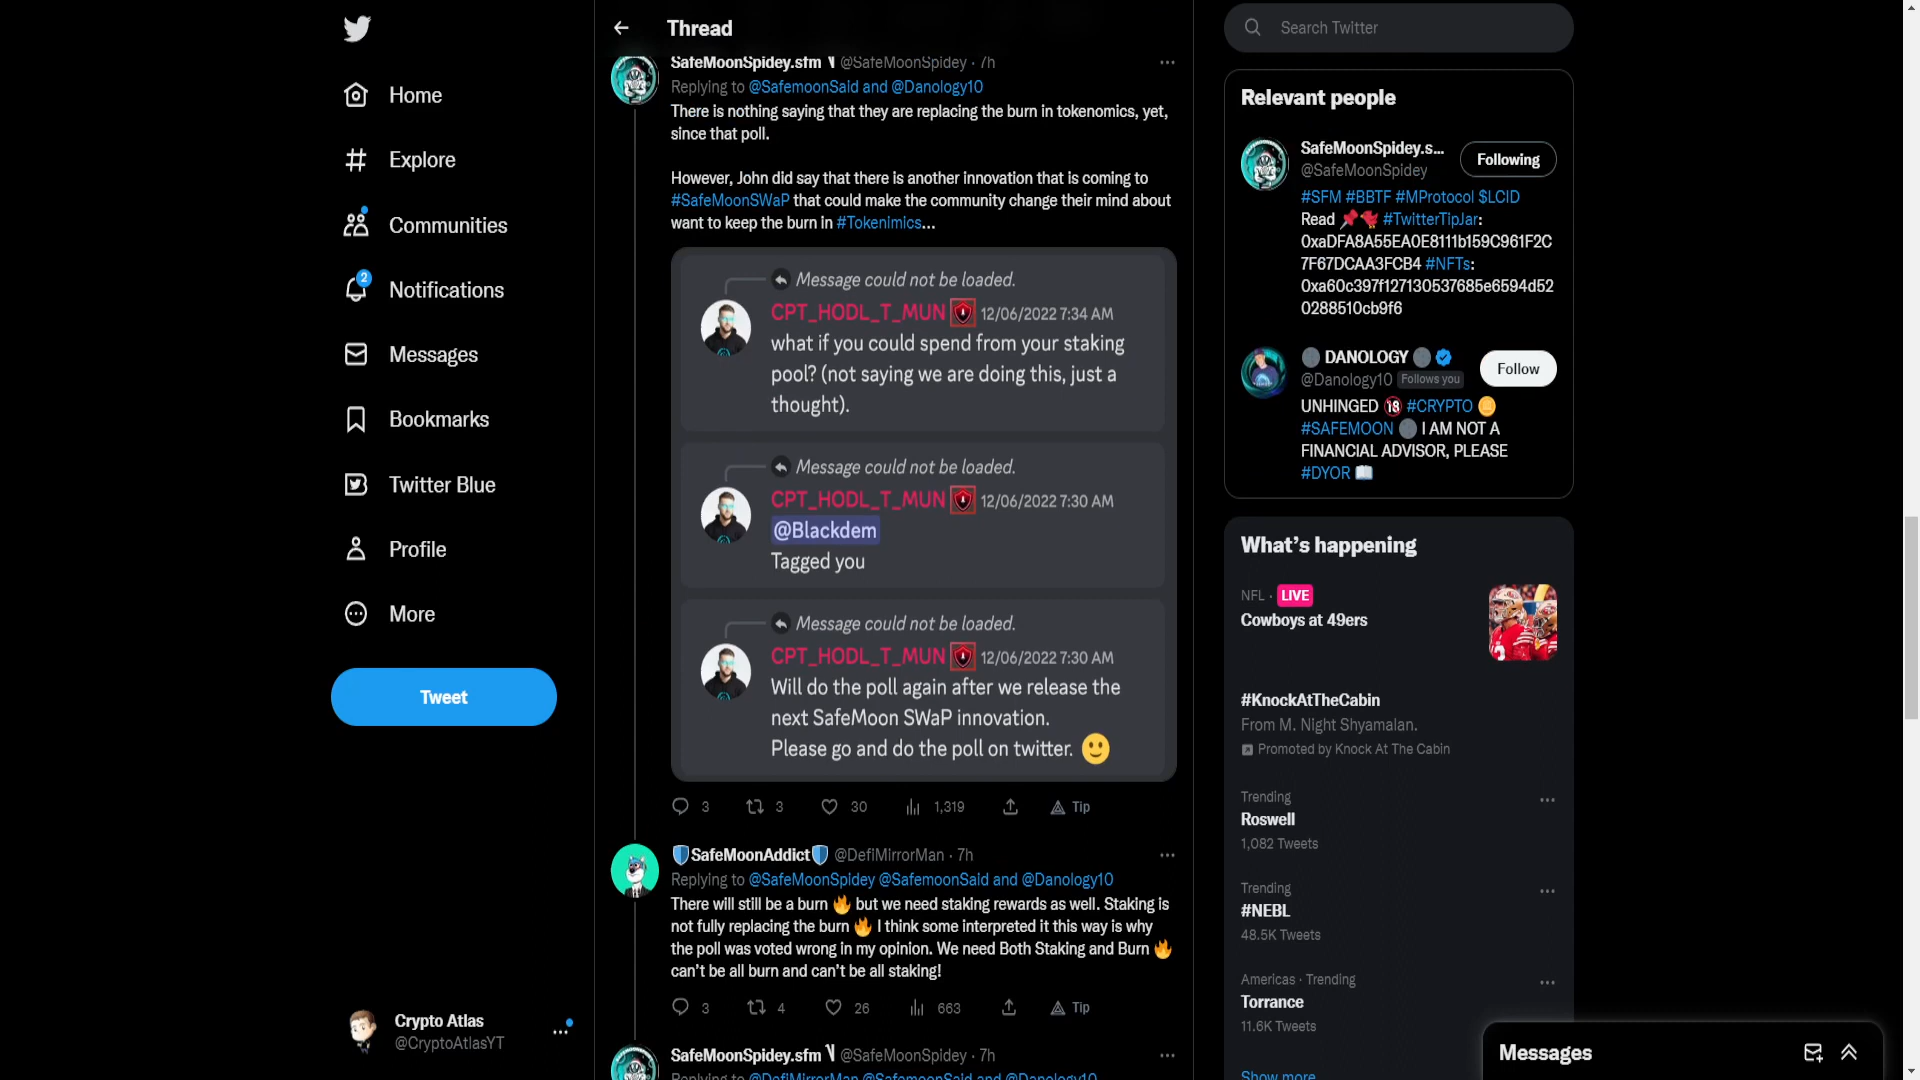 Home
Explore
Communities
2
Notifications
Messages
Bookmarks
Twitter Blue
Profile
More
Tweet
Crypto Atlas
@CryptoAtlasYT
Thread
SafeMoonSpidey.sfm @SafeMoonSpidey · 7h
Replying to @SafemoonSaid and @Danology10
There is nothing saying that they are replacing the burn in tokenomics, yet,
since that poll.
However, John did say that there is another innovation that is coming to
#SafeMoonSWaP that could make the community change their mind about
want to keep the burn in #Tokenimics...
Message could not be loaded.
CPT_HODL_T_MUN 12/06/2022 7:34 AM
what if you could spend from your staking
pool? (not saying we are doing this, just a
thought).
Message could not be loaded.
CPT_HODL_T_MUN 12/06/2022 7:30 AM
@Blackdem
Tagged you
Message could not be loaded.
CPT_HODL_T_MUN 12/06/2022 7:30 AM
Will do the poll again after we release the
next SafeMoon SWaP innovation.
Please go and do the poll on twitter. 🙂
3 3 30 1,319 Tip
🛡️SafeMoonAddict🛡️ @DefiMirrorMan · 7h
Replying to @SafeMoonSpidey @SafemoonSaid and @Danology10
There will still be a burn 🔥 but we need staking rewards as well. Staking is
not fully replacing the burn 🔥 I think some interpreted it this way is why
the poll was voted wrong in my opinion. We need Both Staking and Burn 🔥
can't be all burn and can't be all staking!
3 4 26 663 Tip
SafeMoonSpidey.sfm @SafeMoonSpidey · 7h
Replying to @DefiMirrorMan @SafemoonSaid and @Danology10
Search Twitter
Relevant people
SafeMoonSpidey.s...
@SafeMoonSpidey
Following
#SFM #BBTF #MProtocol $LCID
Read 📌 #TwitterTipJar:
0xaDFA8A55EA0E8111b159C961F2C
7F67DCAA3FCB4 #NFTs:
0xa60c397f127130537685e6594d52
0288510cb9f6
DANOLOGY
@Danology10 Follows you
Follow
UNHINGED 🔞 #CRYPTO 🪙
#SAFEMOON I AM NOT A
FINANCIAL ADVISOR, PLEASE
#DYOR 📖
What's happening
NFL · LIVE
Cowboys at 49ers
#KnockAtTheCabin
From M. Night Shyamalan.
Promoted by Knock At The Cabin
Trending
Roswell
1,082 Tweets
Trending
#NEBL
48.5K Tweets
Americas · Trending
Torrance
11.6K Tweets
Show more
Messages